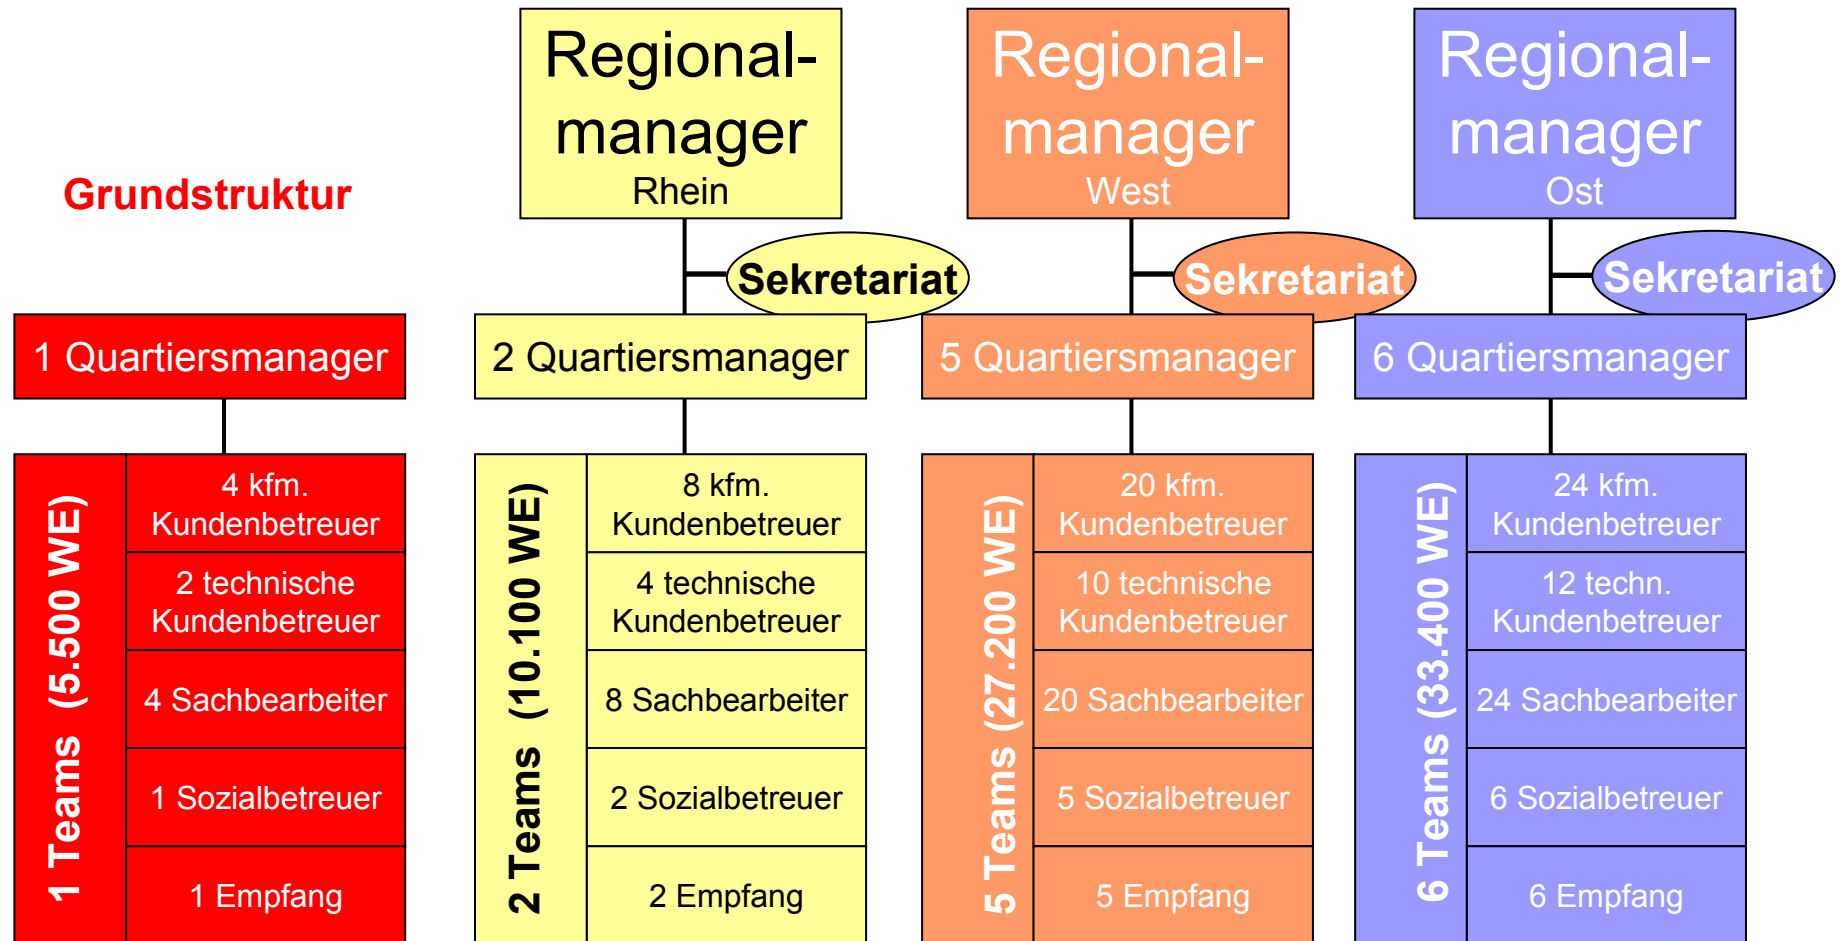 Grundstruktur
1 Quartiersmanager
1 Teams (5.500 WE)
4 kfm.
Kundenbetreuer
2 technische
Kundenbetreuer
4 Sachbearbeiter
1 Sozialbetreuer
1 Empfang
Regional-
manager
Rhein
Sekretariat
2 Quartiersmanager
2 Teams (10.100 WE)
8 kfm.
Kundenbetreuer
4 technische
Kundenbetreuer
8 Sachbearbeiter
2 Sozialbetreuer
2 Empfang
Regional-
manager
West
Sekretariat
5 Quartiersmanager
5 Teams (27.200 WE)
20 kfm.
Kundenbetreuer
10 technische
Kundenbetreuer
20 Sachbearbeiter
5 Sozialbetreuer
5 Empfang
Regional-
manager
Ost
Sekretariat
6 Quartiersmanager
6 Teams (33.400 WE)
24 kfm.
Kundenbetreuer
12 techn.
Kundenbetreuer
24 Sachbearbeiter
6 Sozialbetreuer
6 Empfang